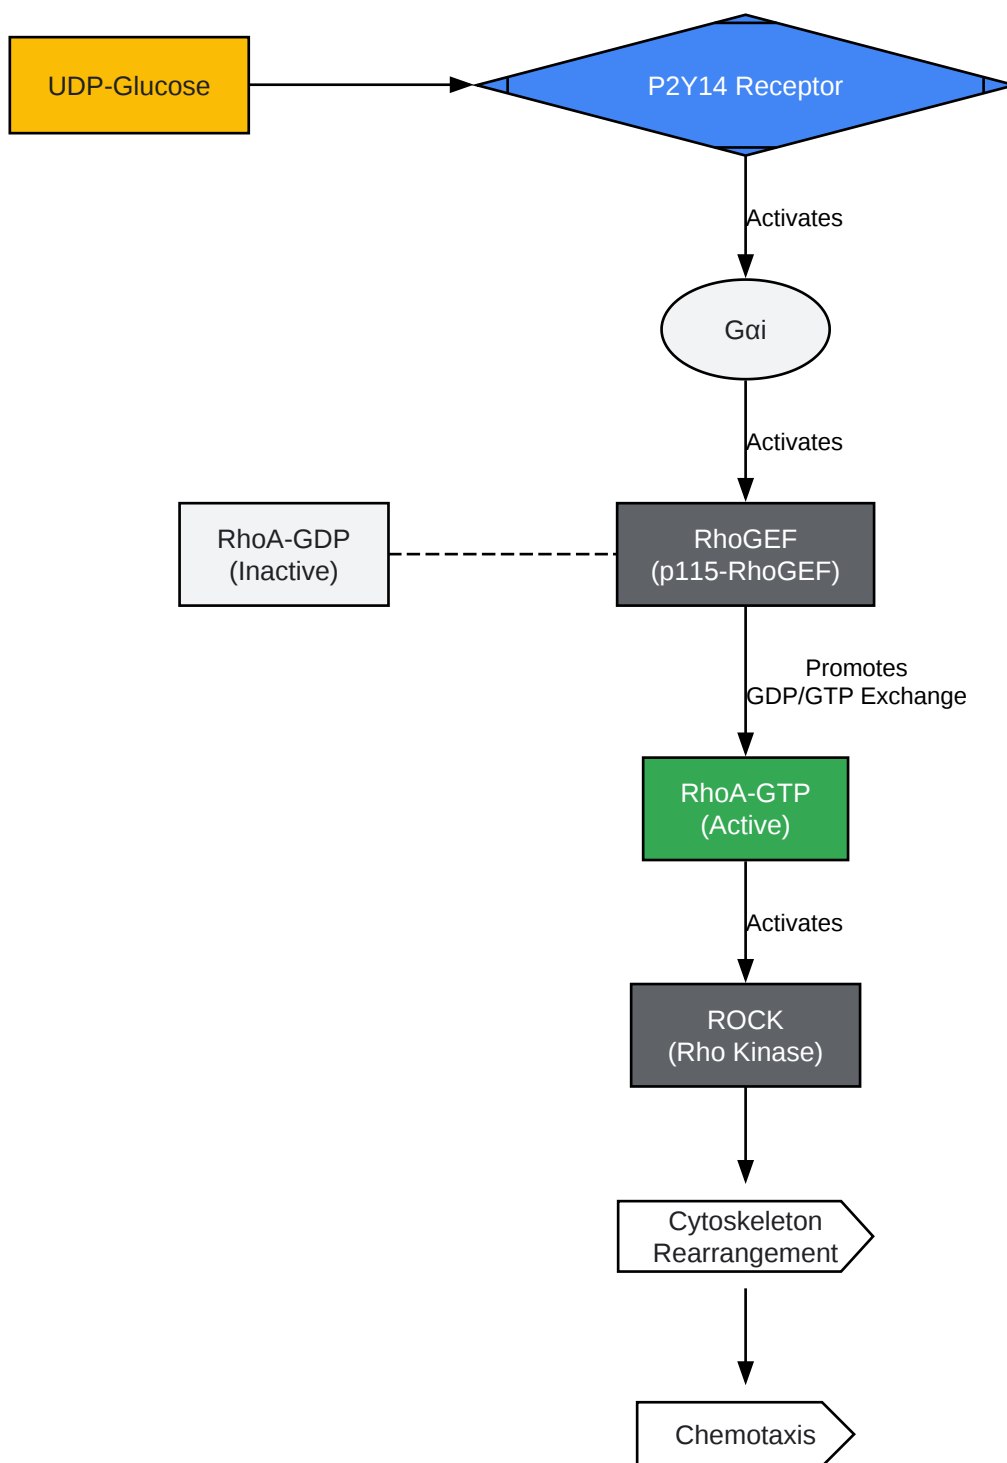 UDP-Glucose
P2Y14 Receptor
Activates
Gαi
Activates
RhoA-GDP
(Inactive)
RhoGEF
(p115-RhoGEF)
Promotes
GDP/GTP Exchange
RhoA-GTP
(Active)
Activates
ROCK
(Rho Kinase)
Cytoskeleton
Rearrangement
Chemotaxis